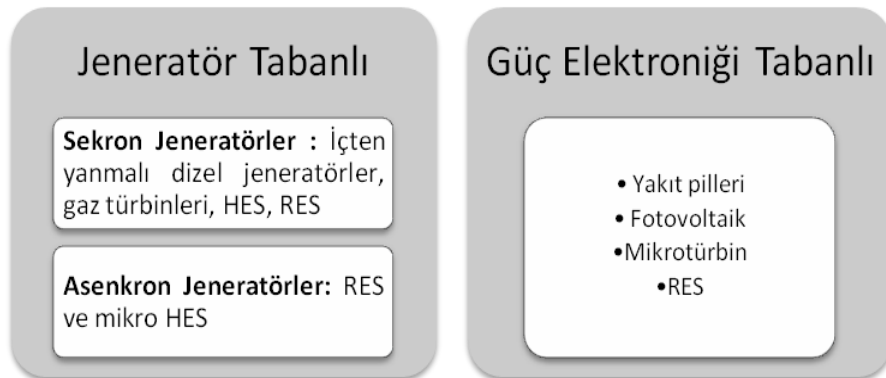 Jeneratör Tabanlı
Sekron Jeneratörler : İçten
yanmalı dizel jeneratörler,
gaz türbinleri, HES, RES
Asenkron Jeneratörler: RES
ve mikro HES
Güç Elektroniği Tabanlı
• Yakıt pilleri
• Fotovoltaik
•Mikrotürbin
•RES